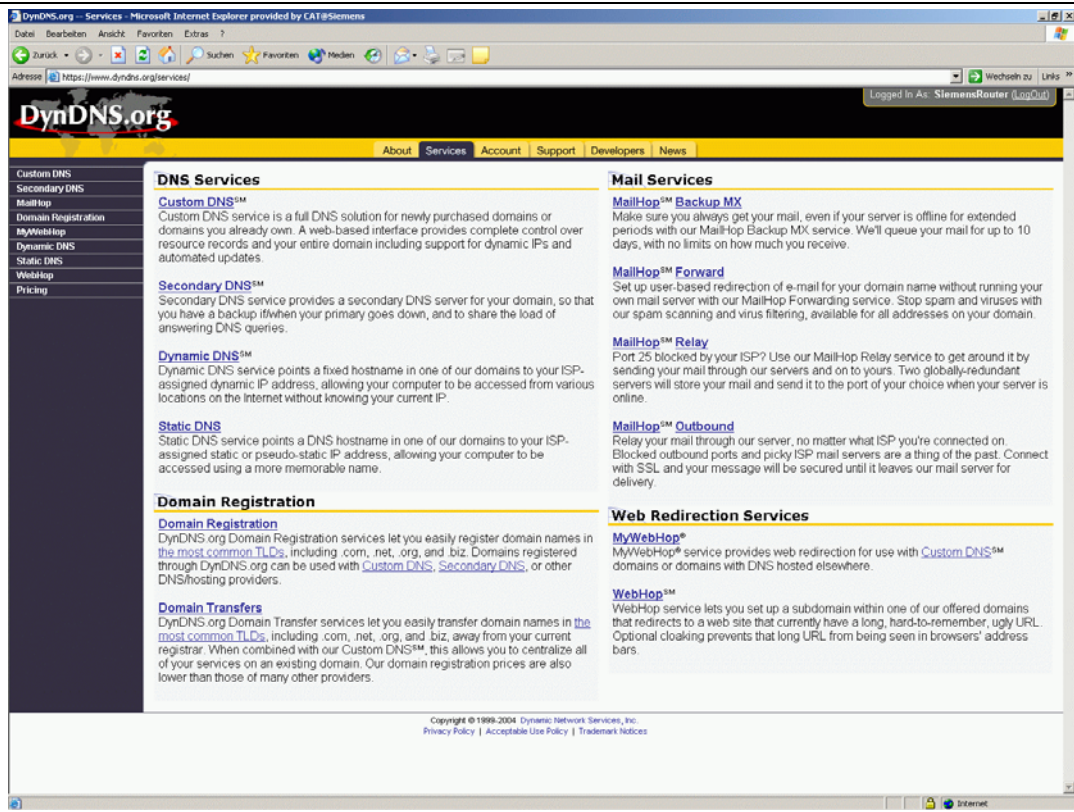 DynDNS.org -- Services - Microsoft Internet Explorer provided by CAT@Siemens
Datei Bearbeiten Ansicht Favoriten Extras ?
Zurück Suchen Favoriten Medien
Adresse https://www.dyndns.org/services/ Wechseln zu Links »
Logged In As: SiemensRouter (LogOut)
DynDNS.org
About Services Account Support Developers News
Custom DNS
Secondary DNS
MailHop
Domain Registration
MyWebHop
Dynamic DNS
Static DNS
WebHop
Pricing
DNS Services
Custom DNS℠
Custom DNS service is a full DNS solution for newly purchased domains or
domains you already own. A web-based interface provides complete control over
resource records and your entire domain including support for dynamic IPs and
automated updates.
Secondary DNS℠
Secondary DNS service provides a secondary DNS server for your domain, so that
you have a backup if/when your primary goes down, and to share the load of
answering DNS queries.
Dynamic DNS℠
Dynamic DNS service points a fixed hostname in one of our domains to your ISP-
assigned dynamic IP address, allowing your computer to be accessed from various
locations on the Internet without knowing your current IP.
Static DNS
Static DNS service points a DNS hostname in one of our domains to your ISP-
assigned static or pseudo-static IP address, allowing your computer to be
accessed using a more memorable name.
Domain Registration
Domain Registration
DynDNS.org Domain Registration services let you easily register domain names in
the most common TLDs, including .com, .net, .org, and .biz. Domains registered
through DynDNS.org can be used with Custom DNS, Secondary DNS, or other
DNS/hosting providers.
Domain Transfers
DynDNS.org Domain Transfer services let you easily transfer domain names in the
most common TLDs, including .com, .net, .org, and .biz, away from your current
registrar. When combined with our Custom DNS℠, this allows you to centralize all
of your services on an existing domain. Our domain registration prices are also
lower than those of many other providers.
Mail Services
MailHop℠ Backup MX
Make sure you always get your mail, even if your server is offline for extended
periods with our MailHop Backup MX service. We'll queue your mail for up to 10
days, with no limits on how much you receive.
MailHop℠ Forward
Set up user-based redirection of e-mail for your domain name without running your
own mail server with our MailHop Forwarding service. Stop spam and viruses with
our spam scanning and virus filtering, available for all addresses on your domain.
MailHop℠ Relay
Port 25 blocked by your ISP? Use our MailHop Relay service to get around it by
sending your mail through our servers and on to yours. Two globally-redundant
servers will store your mail and send it to the port of your choice when your server is
online.
MailHop℠ Outbound
Relay your mail through our server, no matter what ISP you're connected on.
Blocked outbound ports and picky ISP mail servers are a thing of the past. Connect
with SSL and your message will be secured until it leaves our mail server for
delivery.
Web Redirection Services
MyWebHop®
MyWebHop® service provides web redirection for use with Custom DNS℠
domains or domains with DNS hosted elsewhere.
WebHop℠
WebHop service lets you set up a subdomain within one of our offered domains
that redirects to a web site that currently have a long, hard-to-remember, ugly URL.
Optional cloaking prevents that long URL from being seen in browsers' address
bars.
Copyright © 1999-2004 Dynamic Network Services, Inc.
Privacy Policy | Acceptable Use Policy | Trademark Notices
Internet